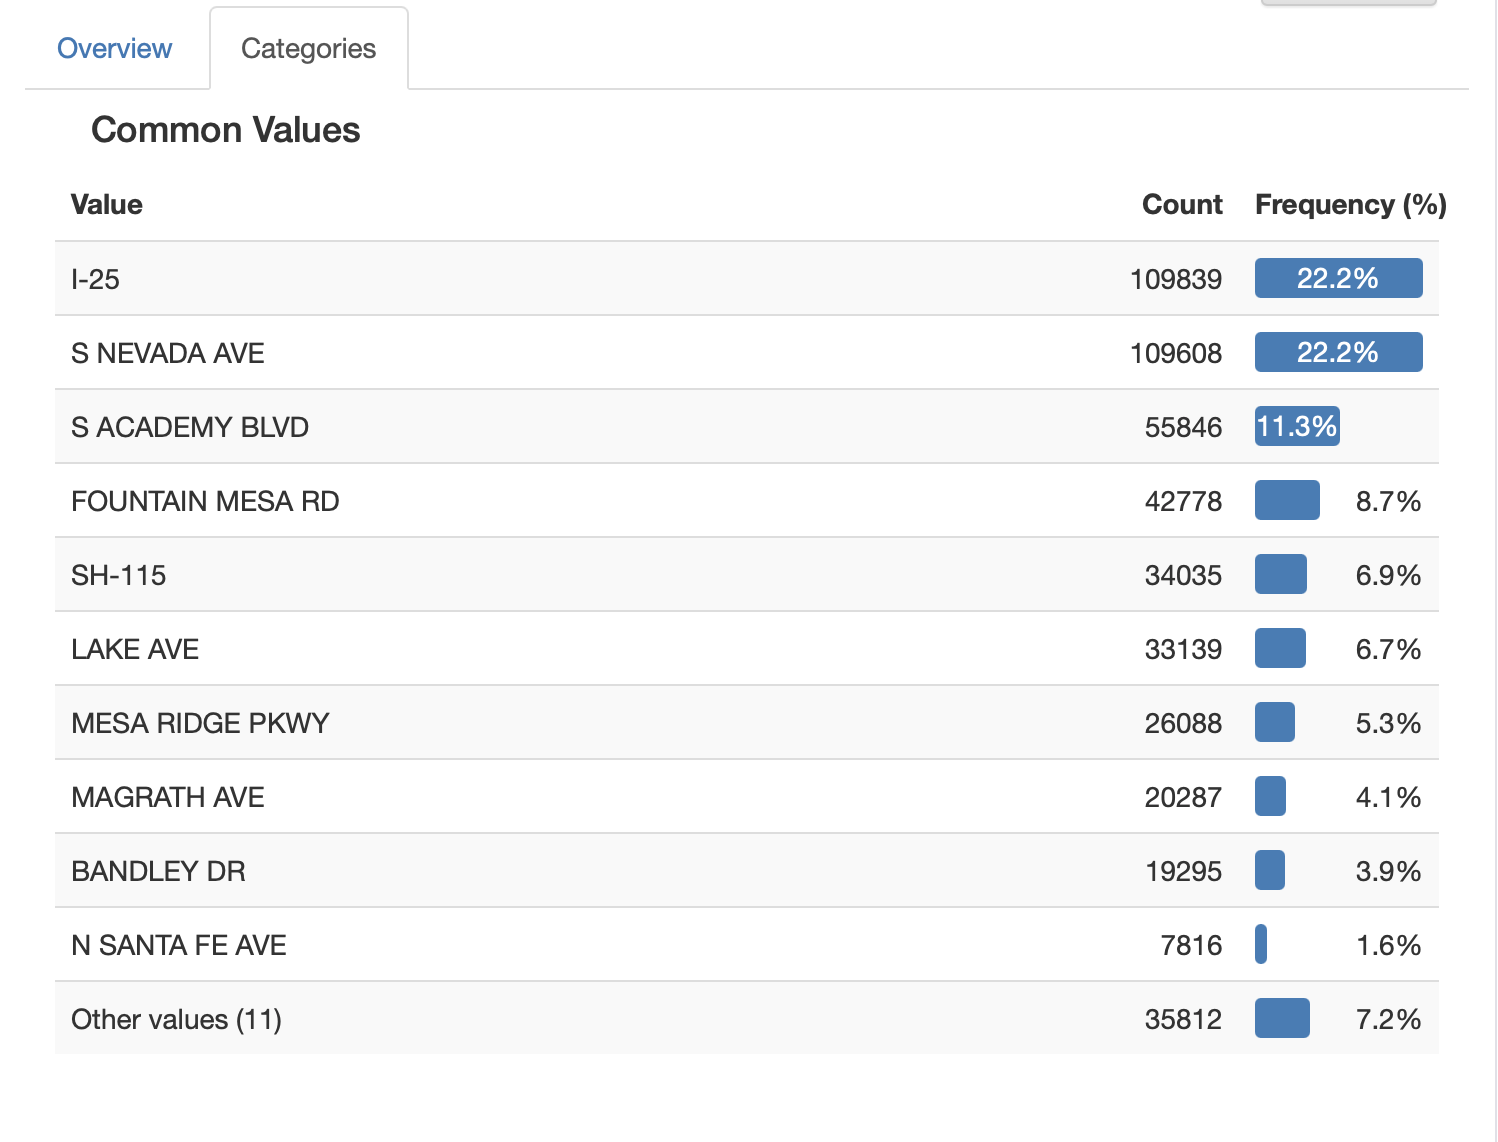 Overview Categories
Common Values
Value Count Frequency (%)
I-25 109839 22.2%
S NEVADA AVE 109608 22.2%
S ACADEMY BLVD 55846 11.3%
FOUNTAIN MESA RD 42778 8.7%
SH-115 34035 6.9%
LAKE AVE 33139 6.7%
MESA RIDGE PKWY 26088 5.3%
MAGRATH AVE 20287 4.1%
BANDLEY DR 19295 3.9%
N SANTA FE AVE 7816 1.6%
Other values (11) 35812 7.2%